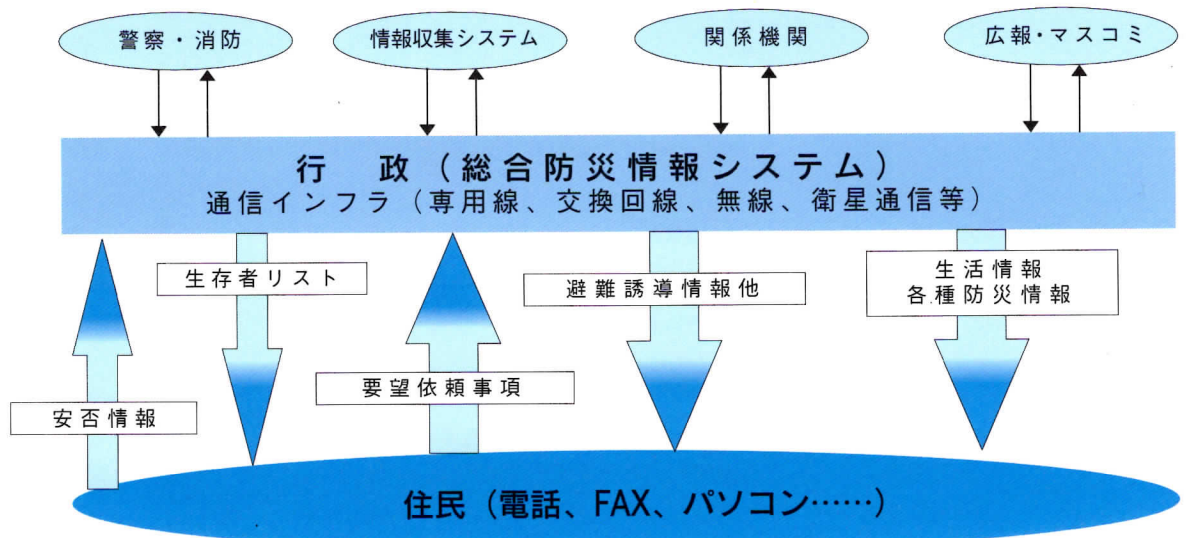 警察・消防
情報収集システム
関係機関
広報・マスコミ
行　政（総合防災情報システム）
通信インフラ（専用線、交換回線、無線、衛星通信等）
生存者リスト
避難誘導情報他
生活情報
各種防災情報
要望依頼事項
安否情報
住民（電話、FAX、パソコン……）